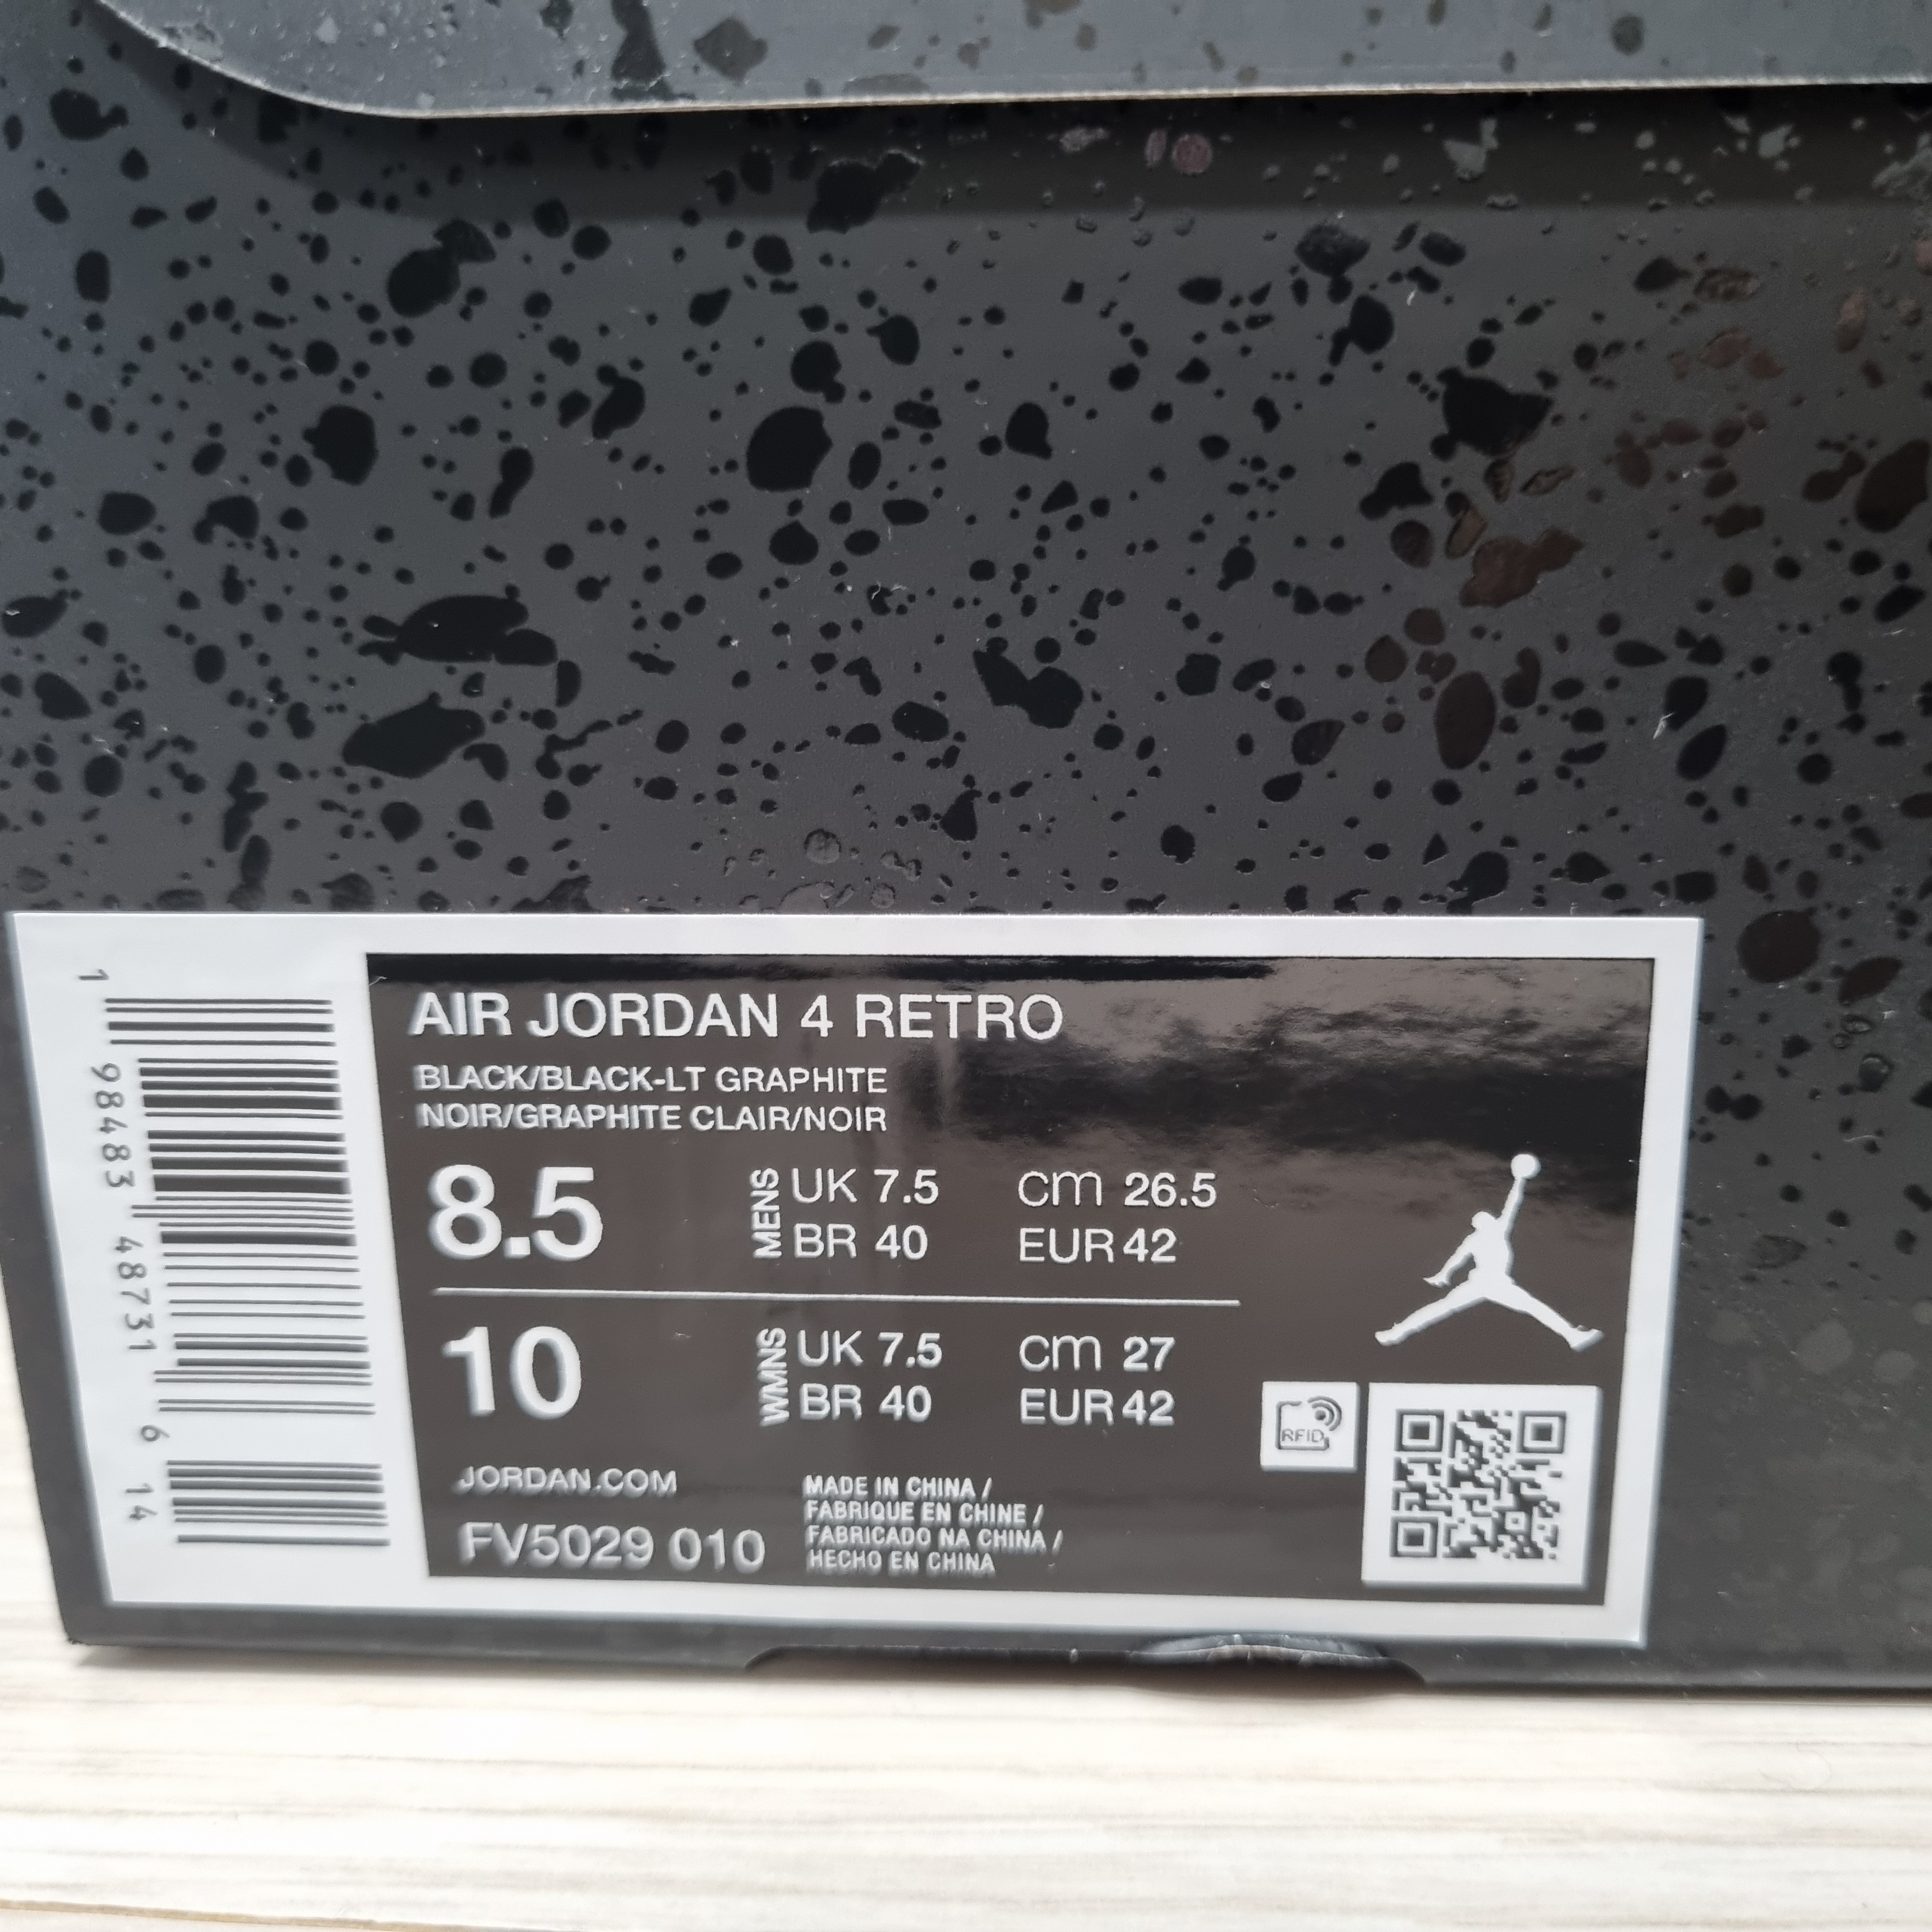 AIR JORDAN 4 RETRO
BLACK/BLACK-LT GRAPHITE
NOIR/GRAPHITE CLAIR/NOIR
8.5
MENS
UK 7.5
cm 26.5
BR 40
EUR 42
10
WMNS
UK 7.5
cm 27
BR 40
EUR 42
RFID
JORDAN.COM
FV5029 010
MADE IN CHINA /
FABRIQUE EN CHINE /
FABRICADO NA CHINA /
HECHO EN CHINA
1 98483 48731 6 14